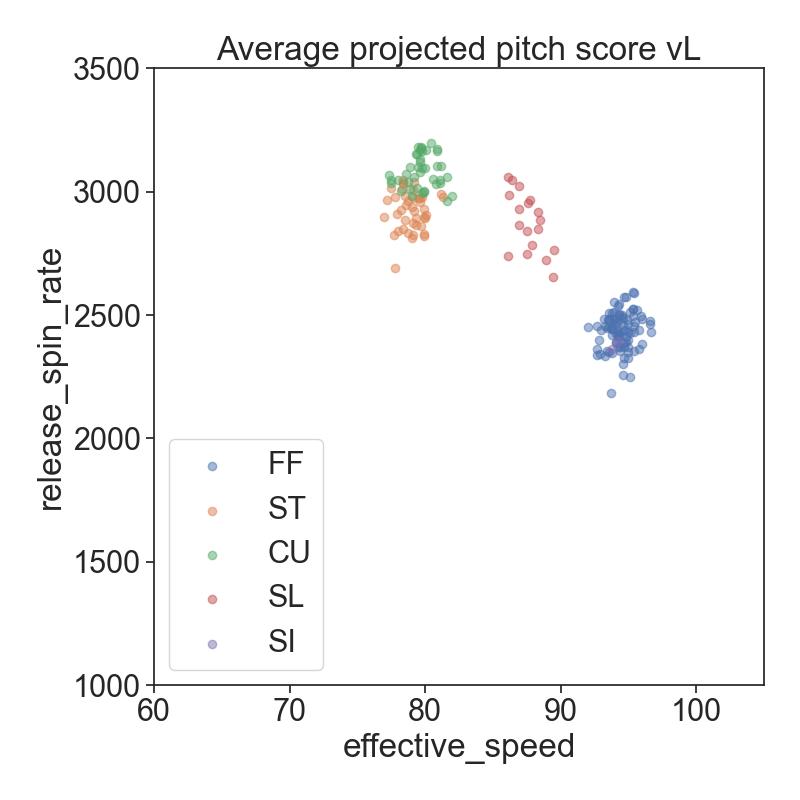 Average projected pitch score vL
release_spin_rate
3500
3000
2500
2000
1500
1000
FF
ST
CU
SL
SI
60 70 80 90 100
effective_speed